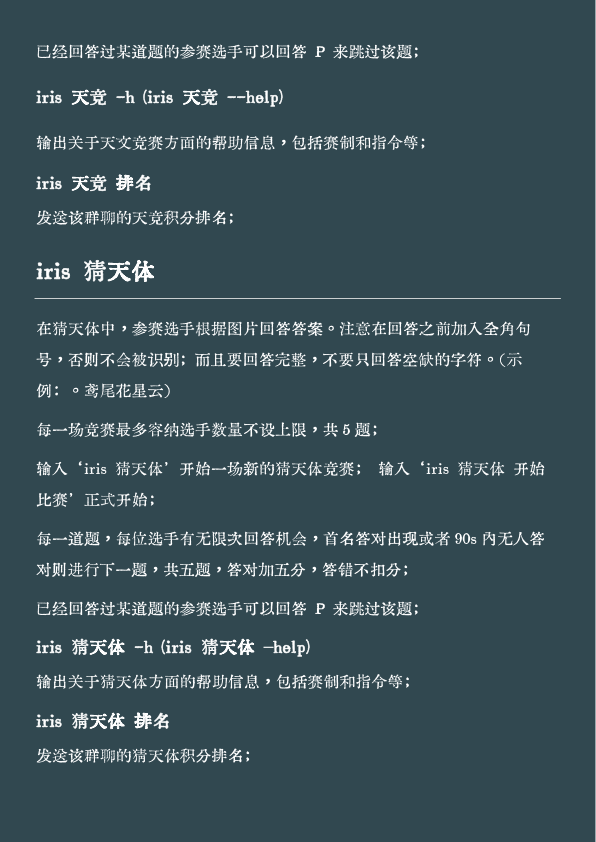 已经回答过某道题的参赛选手可以回答 P 来跳过该题;
iris 天竞 -h (iris 天竞 --help)
输出关于天文竞赛方面的帮助信息，包括赛制和指令等;
iris 天竞 排名
发送该群聊的天竞积分排名;
iris 猜天体
在猜天体中，参赛选手根据图片回答答案。注意在回答之前加入全角句
号，否则不会被识别; 而且要回答完整，不要只回答空缺的字符。(示
例: 。鸢尾花星云)
每一场竞赛最多容纳选手数量不设上限，共 5 题;
输入‘iris 猜天体’开始一场新的猜天体竞赛; 输入‘iris 猜天体 开始
比赛’正式开始;
每一道题，每位选手有无限次回答机会，首名答对出现或者 90s 内无人答
对则进行下一题，共五题，答对加五分，答错不扣分;
已经回答过某道题的参赛选手可以回答 P 来跳过该题;
iris 猜天体 -h (iris 猜天体 –help)
输出关于猜天体方面的帮助信息，包括赛制和指令等;
iris 猜天体 排名
发送该群聊的猜天体积分排名;